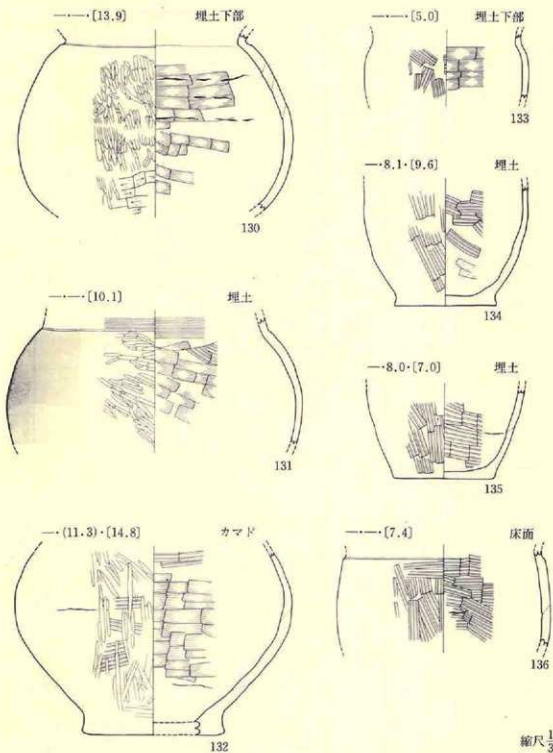 —・—・[13.9] 埋土下部
130
—・—・[10.1] 埋土
131
—・(11.3)・[14.8] カマド
132
—・—・[5.0] 埋土下部
133
—・8.1・[9.6] 埋土
134
—・8.0・[7.0] 埋土
135
—・—・[7.4] 床面
136
縮尺1/3